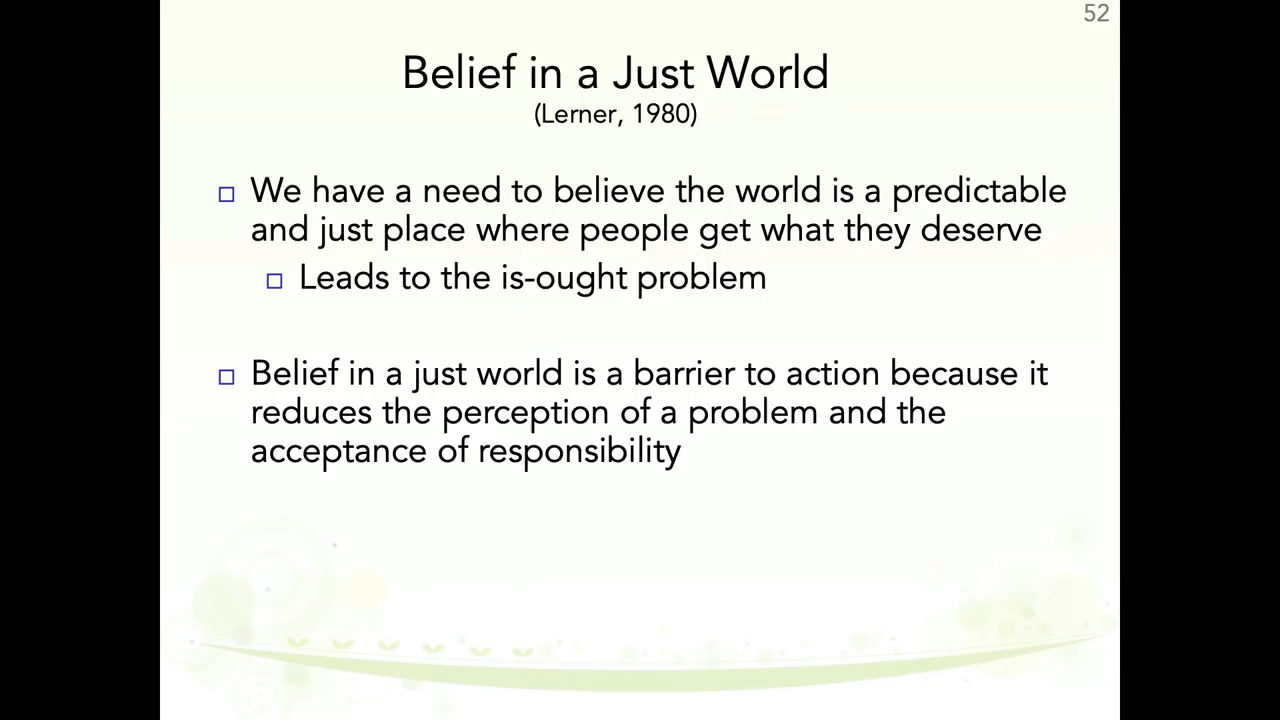 52
Belief in a Just World
(Lerner, 1980)
We have a need to believe the world is a predictable
and just place where people get what they deserve
Leads to the is-ought problem
Belief in a just world is a barrier to action because it
reduces the perception of a problem and the
acceptance of responsibility